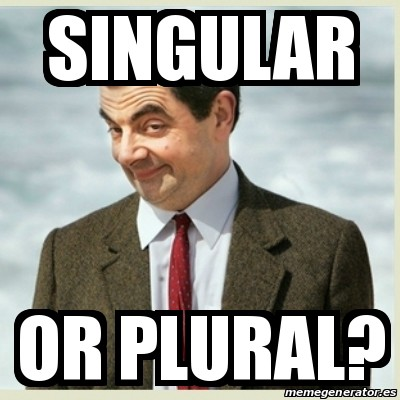 SINGULAR
OR PLURAL?
memegenerator.es